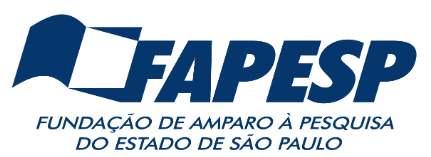 FAPESP
FUNDAÇÃO DE AMPARO À PESQUISA
DO ESTADO DE SÃO PAULO